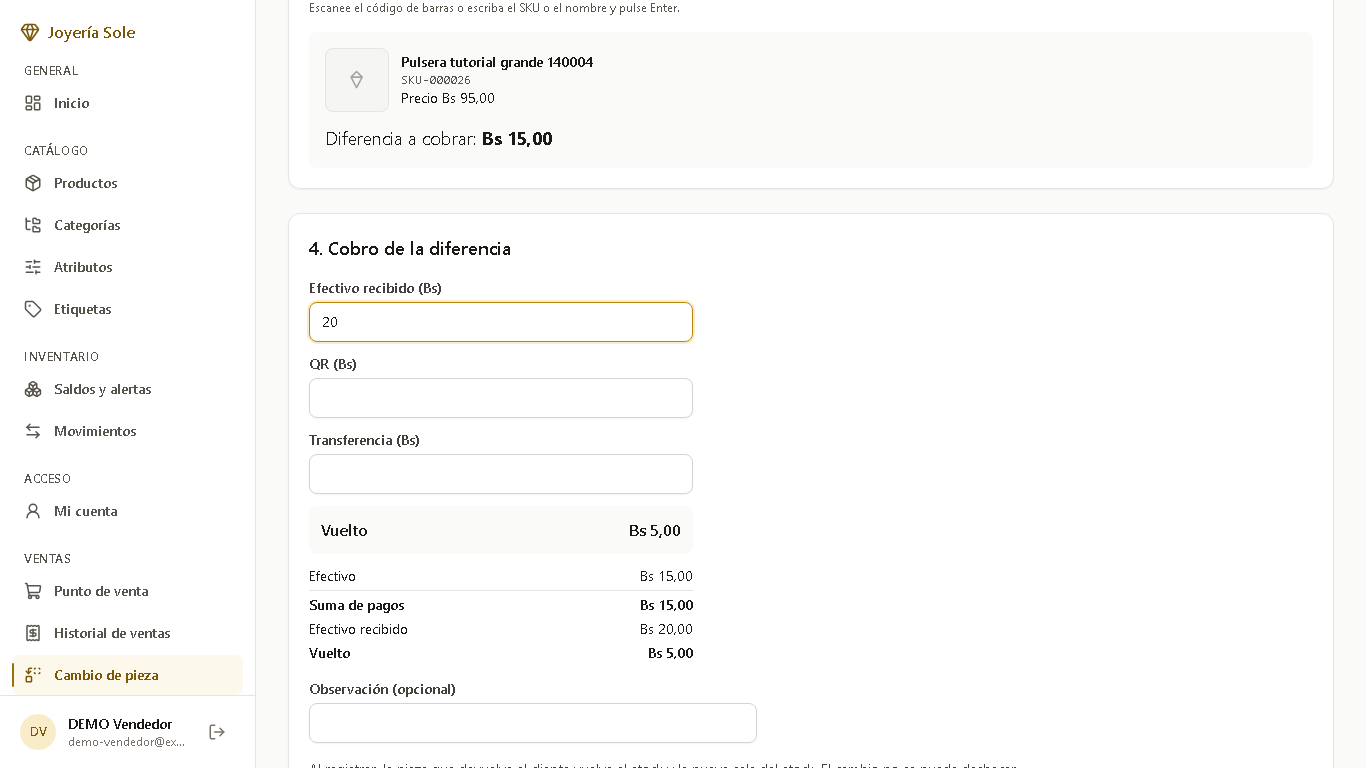 Joyería Sole
GENERAL
Inicio
CATÁLOGO
Productos
Categorías
Atributos
Etiquetas
INVENTARIO
Saldos y alertas
Movimientos
ACCESO
Mi cuenta
VENTAS
Punto de venta
Historial de ventas
Cambio de pieza
DV
DEMO Vendedor
demo-vendedor@ex...
Escanee el código de barras o escriba el SKU o el nombre y pulse Enter.
Pulsera tutorial grande 140004
SKU-000026
Precio Bs 95,00
Diferencia a cobrar: Bs 15,00
4. Cobro de la diferencia
Efectivo recibido (Bs)
20
QR (Bs)
Transferencia (Bs)
Vuelto Bs 5,00
Efectivo Bs 15,00
Suma de pagos Bs 15,00
Efectivo recibido Bs 20,00
Vuelto Bs 5,00
Observación (opcional)